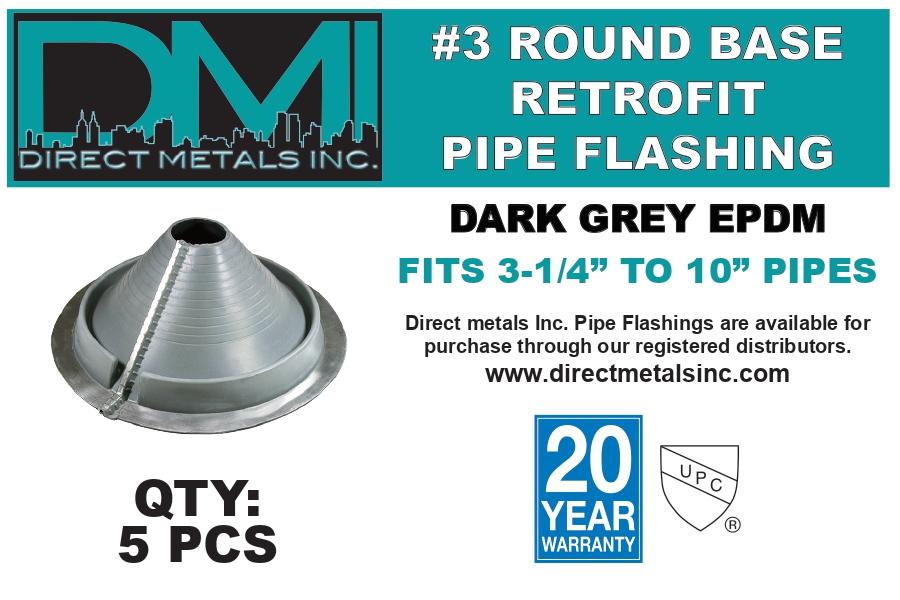 DMI
DIRECT METALS INC.
#3 ROUND BASE
RETROFIT
PIPE FLASHING
DARK GREY EPDM
FITS 3-1/4” TO 10” PIPES
Direct metals Inc. Pipe Flashings are available for
purchase through our registered distributors.
www.directmetalsinc.com
QTY:
5 PCS
20
YEAR
WARRANTY
UPC
®